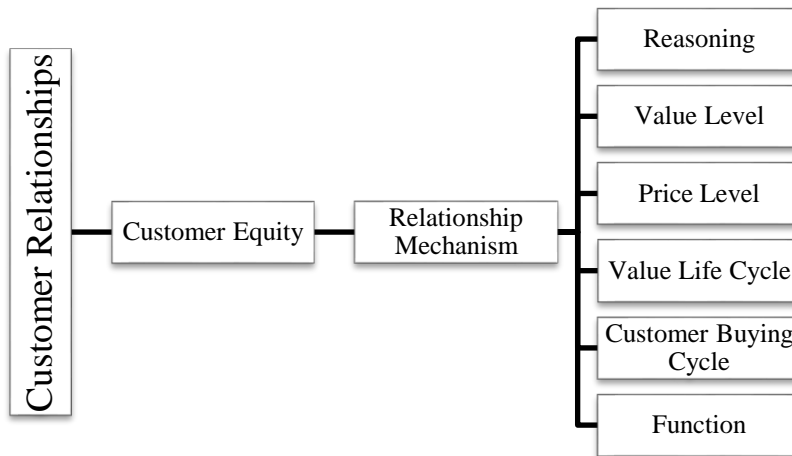 Customer Relationships
Customer Equity
Relationship
Mechanism
Reasoning
Value Level
Price Level
Value Life Cycle
Customer Buying
Cycle
Function